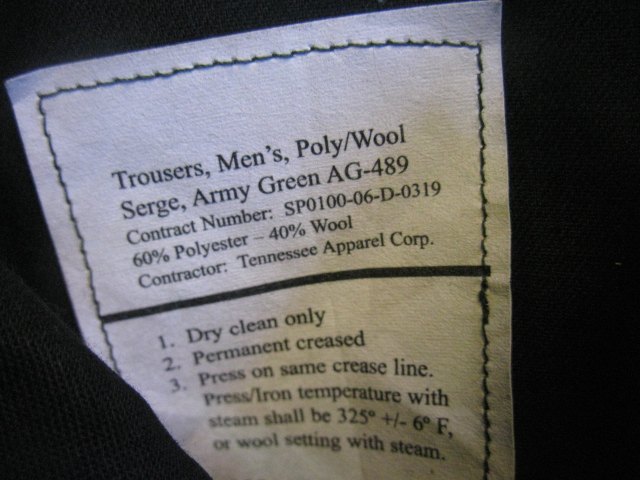 Trousers, Men's, Poly/Wool
Serge, Army Green AG-489
Contract Number: SP0100-06-D-0319
60% Polyester – 40% Wool
Contractor: Tennessee Apparel Corp.
1. Dry clean only
2. Permanent creased
3. Press on same crease line.
Press/Iron temperature with
steam shall be 325º +/- 6º F,
or wool setting with steam.